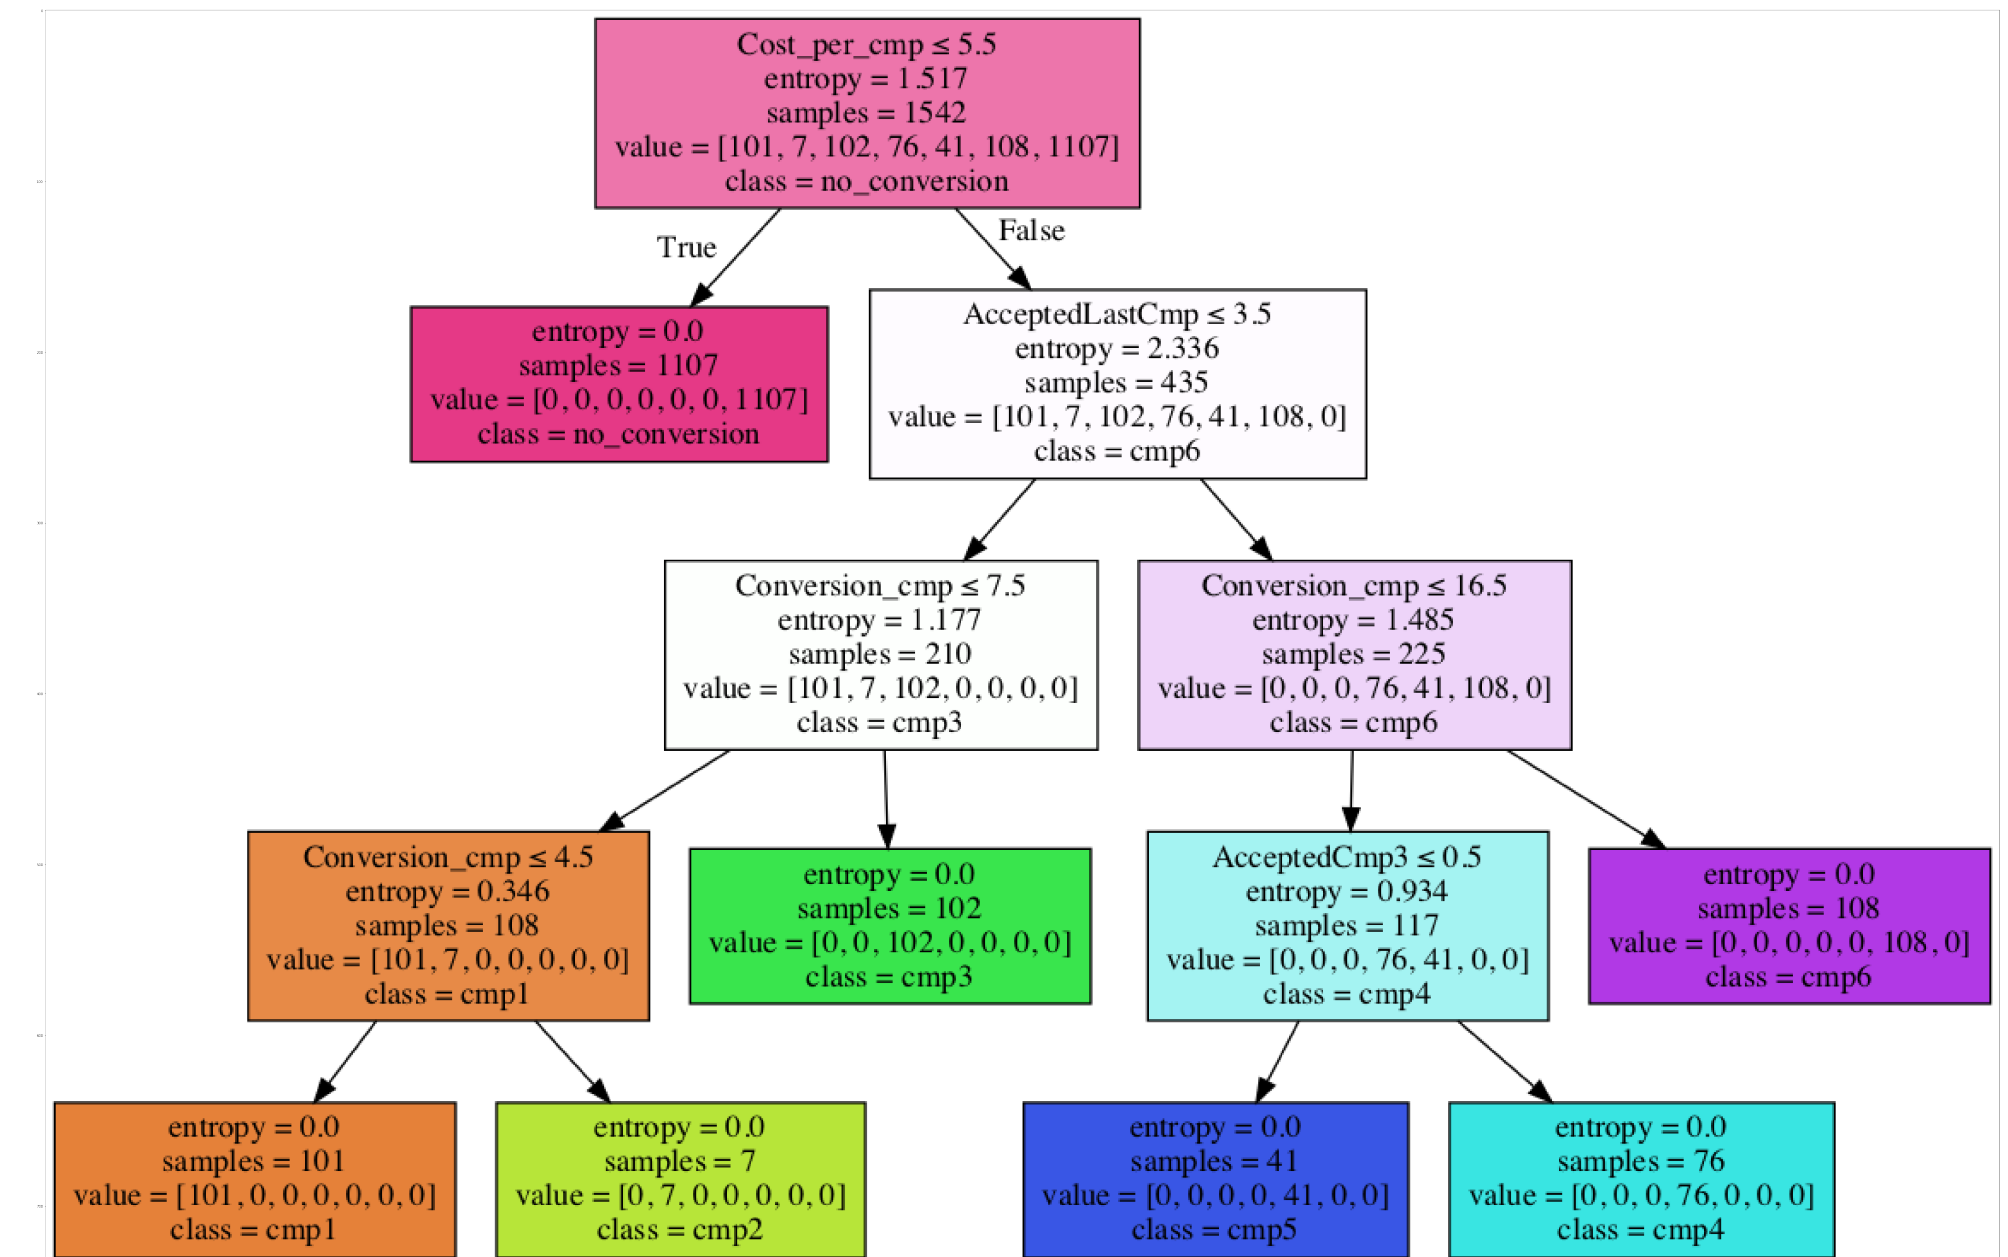 Cost_per_cmp ≤ 5.5
entropy = 1.517
samples = 1542
value = [101, 7, 102, 76, 41, 108, 1107]
class = no_conversion
True
False
entropy = 0.0
samples = 1107
value = [0, 0, 0, 0, 0, 0, 1107]
class = no_conversion
AcceptedLastCmp ≤ 3.5
entropy = 2.336
samples = 435
value = [101, 7, 102, 76, 41, 108, 0]
class = cmp6
Conversion_cmp ≤ 7.5
entropy = 1.177
samples = 210
value = [101, 7, 102, 0, 0, 0, 0]
class = cmp3
Conversion_cmp ≤ 16.5
entropy = 1.485
samples = 225
value = [0, 0, 0, 76, 41, 108, 0]
class = cmp6
Conversion_cmp ≤ 4.5
entropy = 0.346
samples = 108
value = [101, 7, 0, 0, 0, 0, 0]
class = cmp1
entropy = 0.0
samples = 102
value = [0, 0, 102, 0, 0, 0, 0]
class = cmp3
AcceptedCmp3 ≤ 0.5
entropy = 0.934
samples = 117
value = [0, 0, 0, 76, 41, 0, 0]
class = cmp4
entropy = 0.0
samples = 108
value = [0, 0, 0, 0, 0, 108, 0]
class = cmp6
entropy = 0.0
samples = 101
value = [101, 0, 0, 0, 0, 0, 0]
class = cmp1
entropy = 0.0
samples = 7
value = [0, 7, 0, 0, 0, 0, 0]
class = cmp2
entropy = 0.0
samples = 41
value = [0, 0, 0, 0, 41, 0, 0]
class = cmp5
entropy = 0.0
samples = 76
value = [0, 0, 0, 76, 0, 0, 0]
class = cmp4